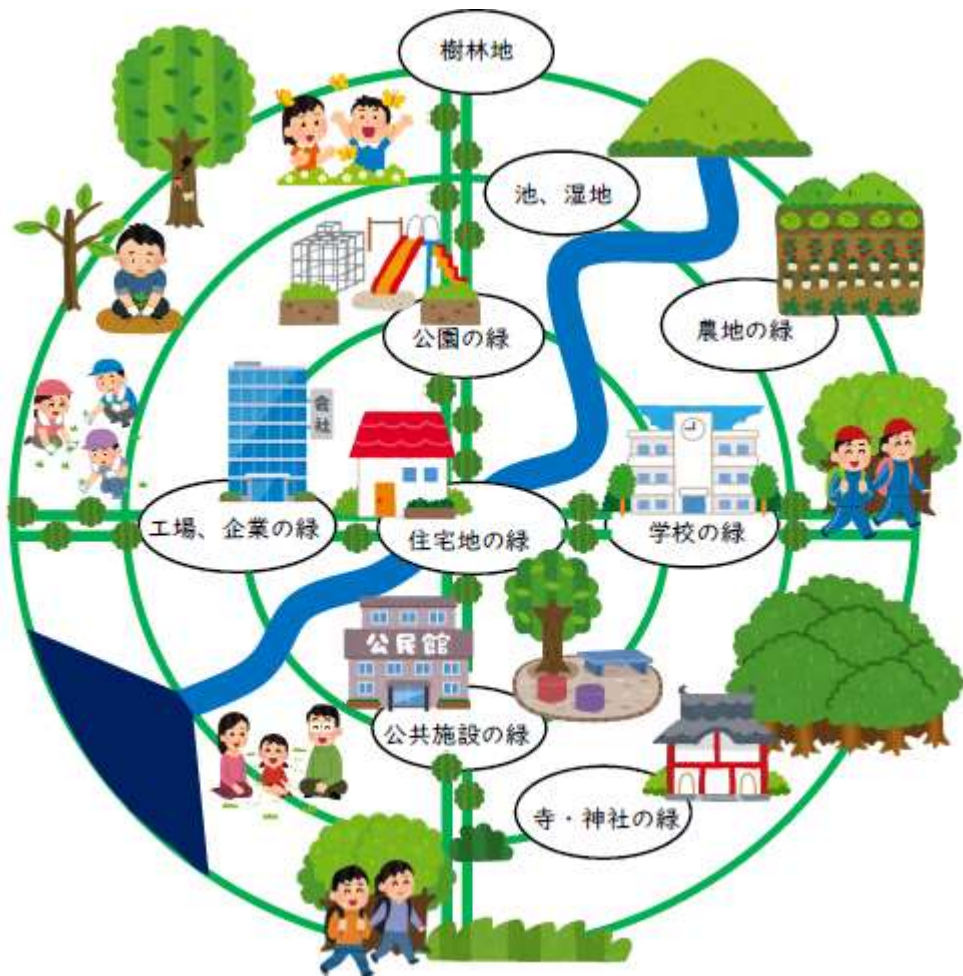 樹林地
池、湿地
公園の緑
農地の緑
会社
工場、企業の緑
住宅地の緑
学校の緑
公民館
公共施設の緑
寺・神社の緑